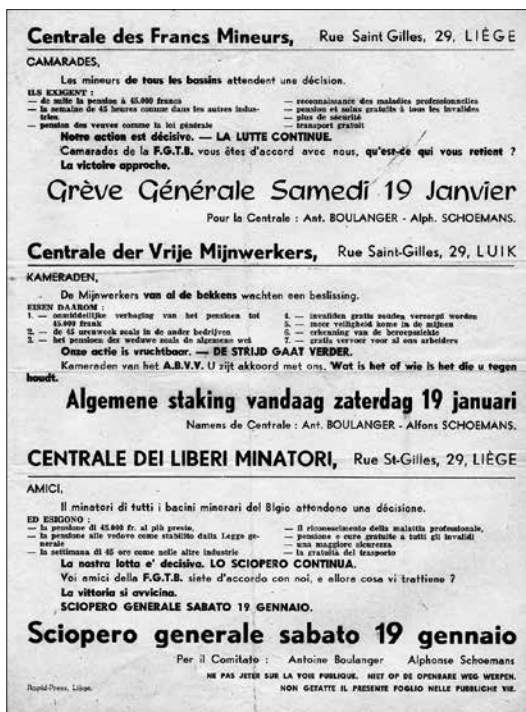 Centrale des Francs Mineurs, Rue Saint Gilles, 29, LIÈGE
CAMARADES,
Les mineurs de tous les bassins attendent une décision.
ILS EXIGENT :
— de suite la pension à 45.000 francs
— la semaine de 45 heures comme dans les autres indus-
tries.
— pension des veuves comme la loi générale
— reconnaissance des maladies professionnelles
— pension et soins gratuits à tous les invalides
— plus de sécurité
— transport gratuit
Notre action est décisive. — LA LUTTE CONTINUE.
Camarades de la F.G.T.B. vous êtes d'accord avec nous, qu'est-ce qui vous retient ?
La victoire approche.
Grève Générale Samedi 19 Janvier
Pour la Centrale : Ant. BOULANGER - Alph. SCHOEMANS.
Centrale der Vrije Mijnwerkers, Rue Saint-Gilles, 29, LUIK
KAMERADEN,
De Mijnwerkers van al de bekkens wachten een beslissing.
EISEN DAAROM :
1. — onmiddellijke verhoging van het pensioen tot
45.000 frank
2. — de 45 urenweek zoals in de ander bedrijven
3. — het pensioen der weduwe zoals de algemene wet
4. — invaliden gratis zouden verzorgd worden
5. — meer veiligheid kome in de mijnen
6. — erkenning van de beroepsziekte
7. — gratis vervoer voor al ons arbeiders
Onze actie is vruchtbaar. — DE STRIJD GAAT VERDER.
Kameraden van het A.B.V.V. U zijt akkoord met ons. Wat is het of wie is het die u tegen
houdt.
Algemene staking vandaag zaterdag 19 januari
Namens de Centrale : Ant. BOULANGER - Alfons SCHOEMANS.
CENTRALE DEI LIBERI MINATORI, Rue St-Gilles, 29, LIÈGE
AMICI,
Il minatori di tutti i bacini minerari del Blgio attendono una décisione.
ED ESIGONO :
— la pensione di 45.000 fr. al più presto,
— la pensione alle vedove come stabilito dalla Legge ge-
nerale
— la settimana di 45 ore come nelle altre industrie
— il riconoscimento della malattia professionale,
— pensione e cure gratuite a tutti gli invalidi
— una maggiore sicurezza
— la gratuità del trasporto
La nostra lotta e' decisiva. LO SCIOPERO CONTINUA.
Voi amici della F.G.T.B. siete d'accordo con noi, e allora cosa vi trattiene ?
La vittoria si avvicina.
SCIOPERO GENERALE SABATO 19 GENNAIO.
Sciopero generale sabato 19 gennaio
Per il Comitato : Antoine Boulanger Alphonse Schoemans
NE PAS JETER SUR LA VOIE PUBLIQUE. NIET OP DE OPENBARE WEG WERPEN.
Rapid-Press, Liège. NON GETATTE IL PRESENTE FOGLIO NELLE PUBBLICHE VIE.